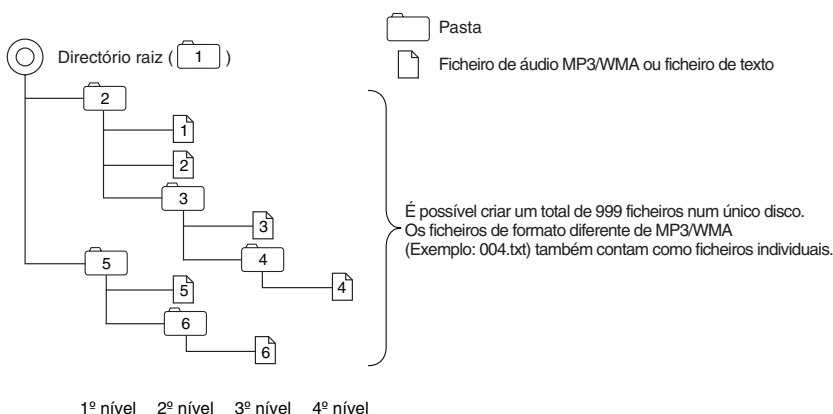 Directório raiz ( 1 )
Pasta
Ficheiro de áudio MP3/WMA ou ficheiro de texto
2
1
2
3
3
4
4
5
5
6
6
É possível criar um total de 999 ficheiros num único disco.
Os ficheiros de formato diferente de MP3/WMA
(Exemplo: 004.txt) também contam como ficheiros individuais.
1º nível 2º nível 3º nível 4º nível